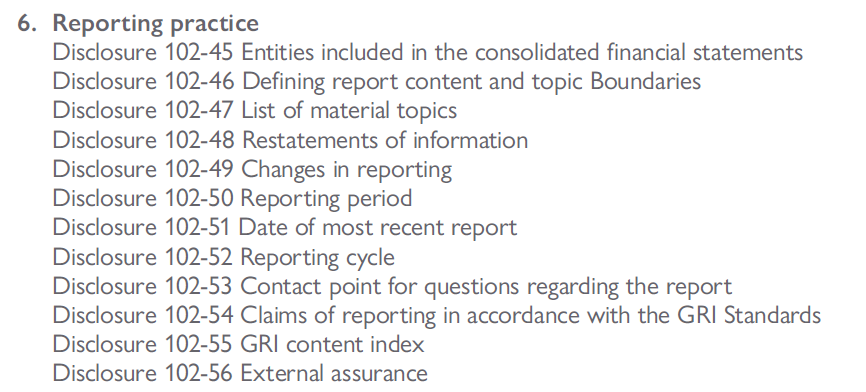 6. Reporting practice
Disclosure 102-45 Entities included in the consolidated financial statements
Disclosure 102-46 Defining report content and topic Boundaries
Disclosure 102-47 List of material topics
Disclosure 102-48 Restatements of information
Disclosure 102-49 Changes in reporting
Disclosure 102-50 Reporting period
Disclosure 102-51 Date of most recent report
Disclosure 102-52 Reporting cycle
Disclosure 102-53 Contact point for questions regarding the report
Disclosure 102-54 Claims of reporting in accordance with the GRI Standards
Disclosure 102-55 GRI content index
Disclosure 102-56 External assurance